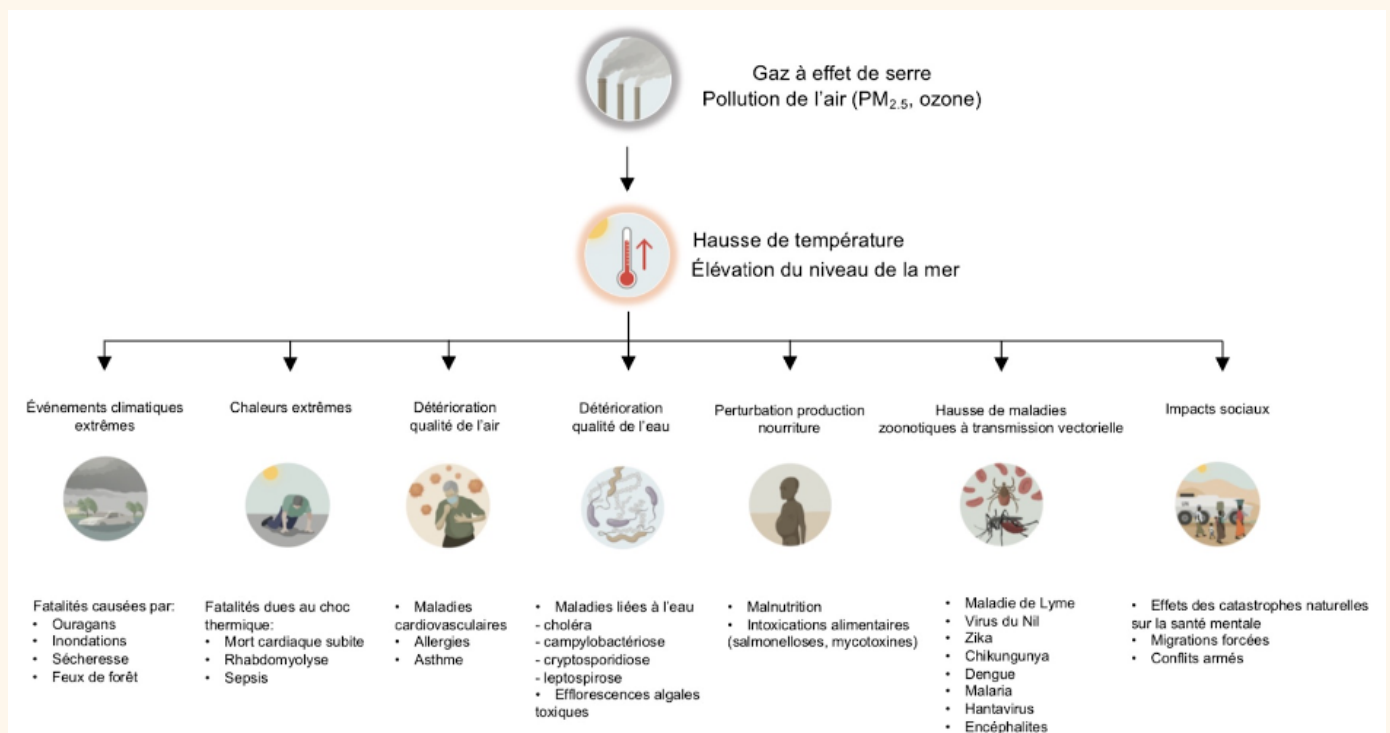 Gaz à effet de serre
Pollution de l'air (PM2.5, ozone)
Hausse de température
Élévation du niveau de la mer
Événements climatiques
extrêmes
Chaleurs extrêmes
Détérioration
qualité de l'air
Détérioration
qualité de l'eau
Perturbation production
nourriture
Hausse de maladies
zoonotiques à transmission vectorielle
Impacts sociaux
Fatalités causées par:
• Ouragans
• Inondations
• Sécheresse
• Feux de forêt
Fatalités dues au choc
thermique:
• Mort cardiaque subite
• Rhabdomyolyse
• Sepsis
• Maladies
cardiovasculaires
• Allergies
• Asthme
• Maladies liées à l'eau
- choléra
- campylobactériose
- cryptosporidiose
- leptospirose
• Efflorescences algales
toxiques
• Malnutrition
• Intoxications alimentaires
(salmonelloses, mycotoxines)
• Maladie de Lyme
• Virus du Nil
• Zika
• Chikungunya
• Dengue
• Malaria
• Hantavirus
• Encéphalites
• Effets des catastrophes naturelles
sur la santé mentale
• Migrations forcées
• Conflits armés